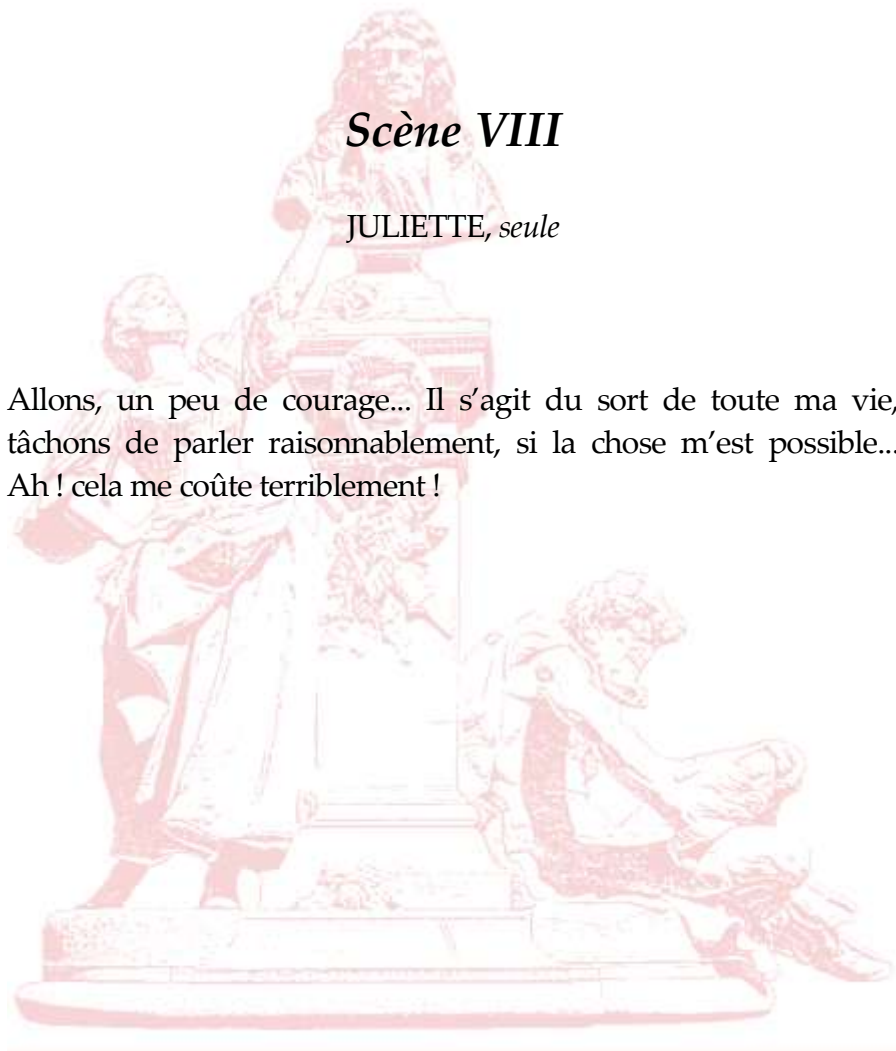 Scène VIII
JULIETTE, seule
Allons, un peu de courage... Il s’agit du sort de toute ma vie,
tâchons de parler raisonnablement, si la chose m’est possible...
Ah ! cela me coûte terriblement !